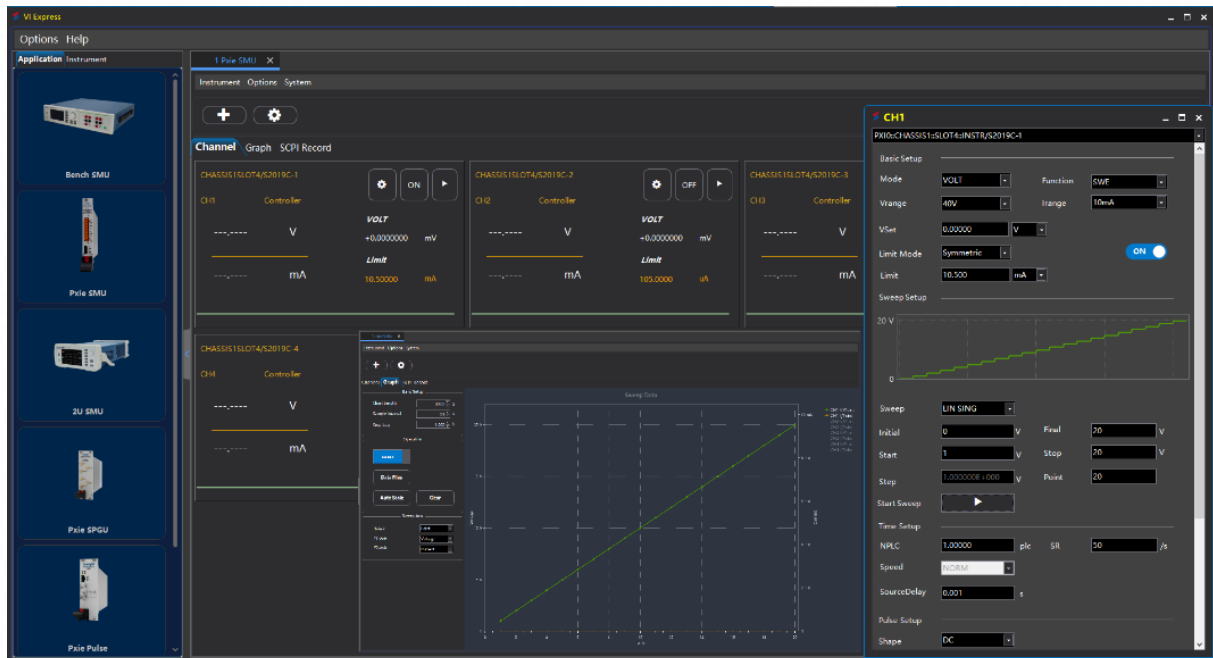 VI Express
Options Help
Application Instrument
Bench SMU
Pxie SMU
2U SMU
Pxie SPGU
Pxie Pulse
1 Pxie SMU
Instrument Options System
Channel Graph SCPI Record
CHASSIS1SLOT4/S2019C-1
ON
CH1 Controller
---.---- V
---.---- mA
VOLT
+0.0000000 mV
Limit
10.50000 mA
CHASSIS1SLOT4/S2019C-2
OFF
CH2 Controller
---.---- V
---.---- mA
VOLT
+0.0000000 mV
Limit
105.0000 uA
CHASSIS1SLOT4/S2019C-3
CH3 Controller
---.---- V
---.---- mA
CHASSIS1SLOT4/S2019C-4
CH4 Controller
---.---- V
---.---- mA
Graph
Data Filter
Auto Scale Clear
Sweep Data
CH1
PXI0::CHASSIS1::SLOT4::INSTR/S2019C-1
Basic Setup
Mode VOLT Function SWE
Vrange 40V Irange 10mA
VSet 0.00000 V
Limit Mode Symmetric ON
Limit 10.500 mA
Sweep Setup
20 V
0
Sweep LIN SING
Initial 0 V Final 20 V
Start 1 V Stop 20 V
Step 1.000000E+000 V Point 20
Start Sweep
Time Setup
NPLC 1.00000 plc SR 50 /s
Speed NORM
SourceDelay 0.001 s
Pulse Setup
Shape DC